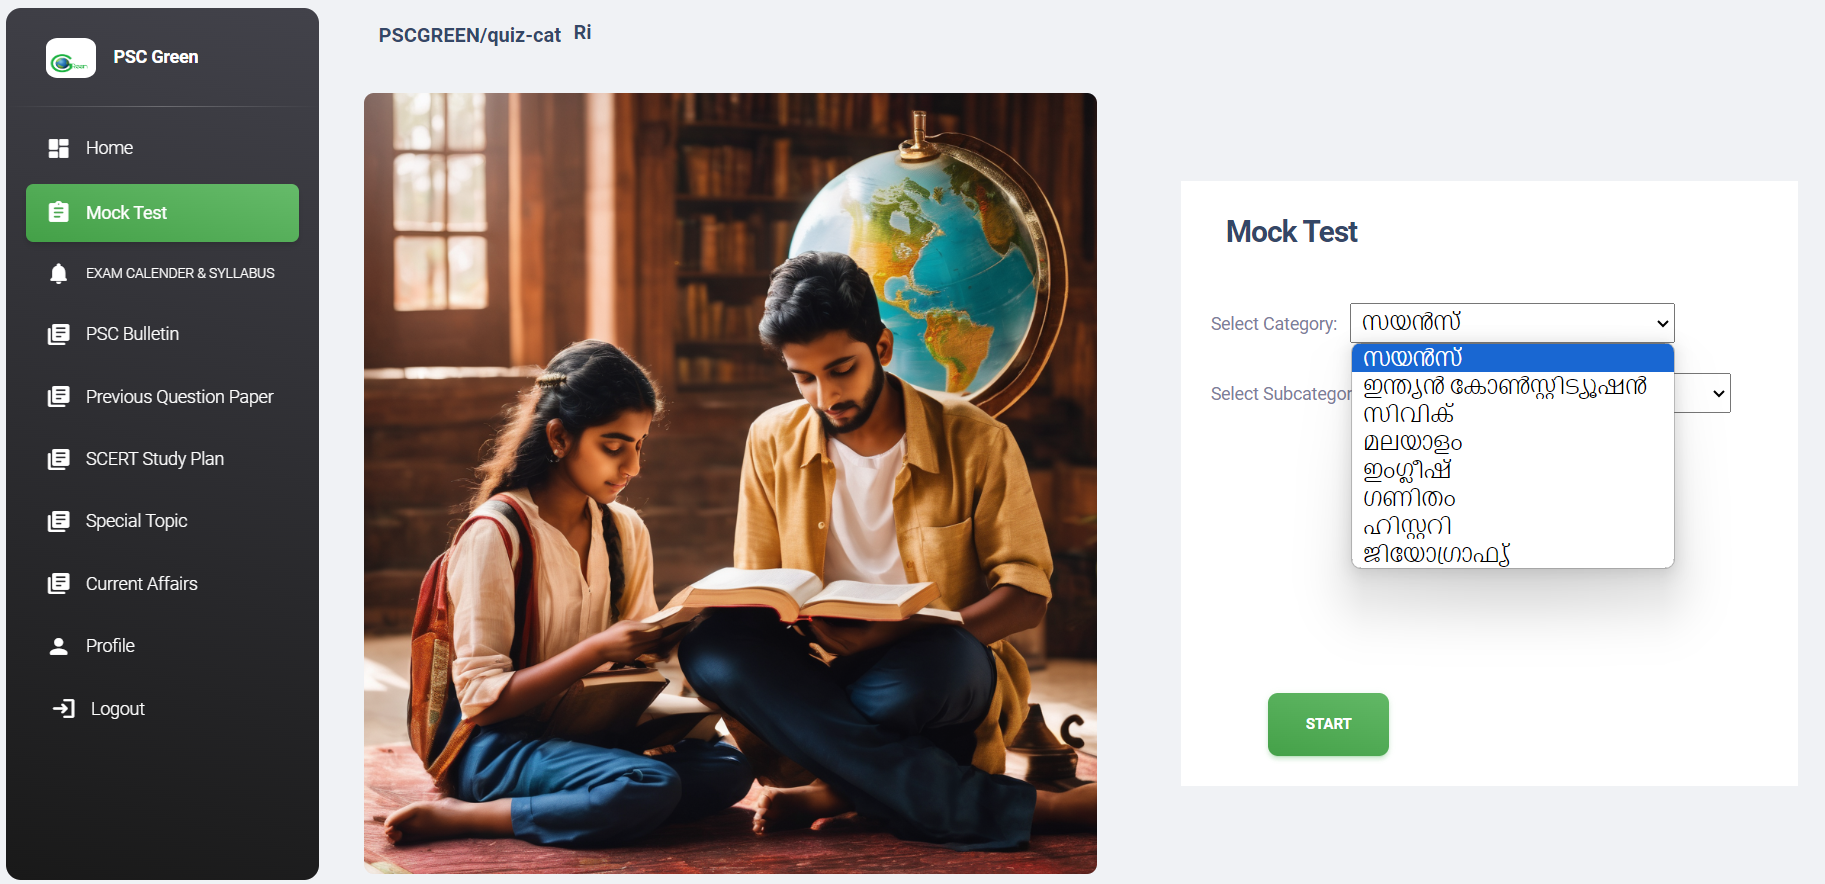 PSC Green
Home
Mock Test
EXAM CALENDER & SYLLABUS
PSC Bulletin
Previous Question Paper
SCERT Study Plan
Special Topic
Current Affairs
Profile
Logout
PSCGREEN/quiz-cat Ri
Mock Test
Select Category: സയൻസ്
സയൻസ്
ഇന്ത്യൻ കോൺസ്റ്റിട്യൂഷൻ
Select Subcategor
സിവിക്
മലയാളം
ഇംഗ്ലീഷ്
ഗണിതം
ഹിസ്റ്ററി
ജിയോഗ്രാഫ്യ്
START